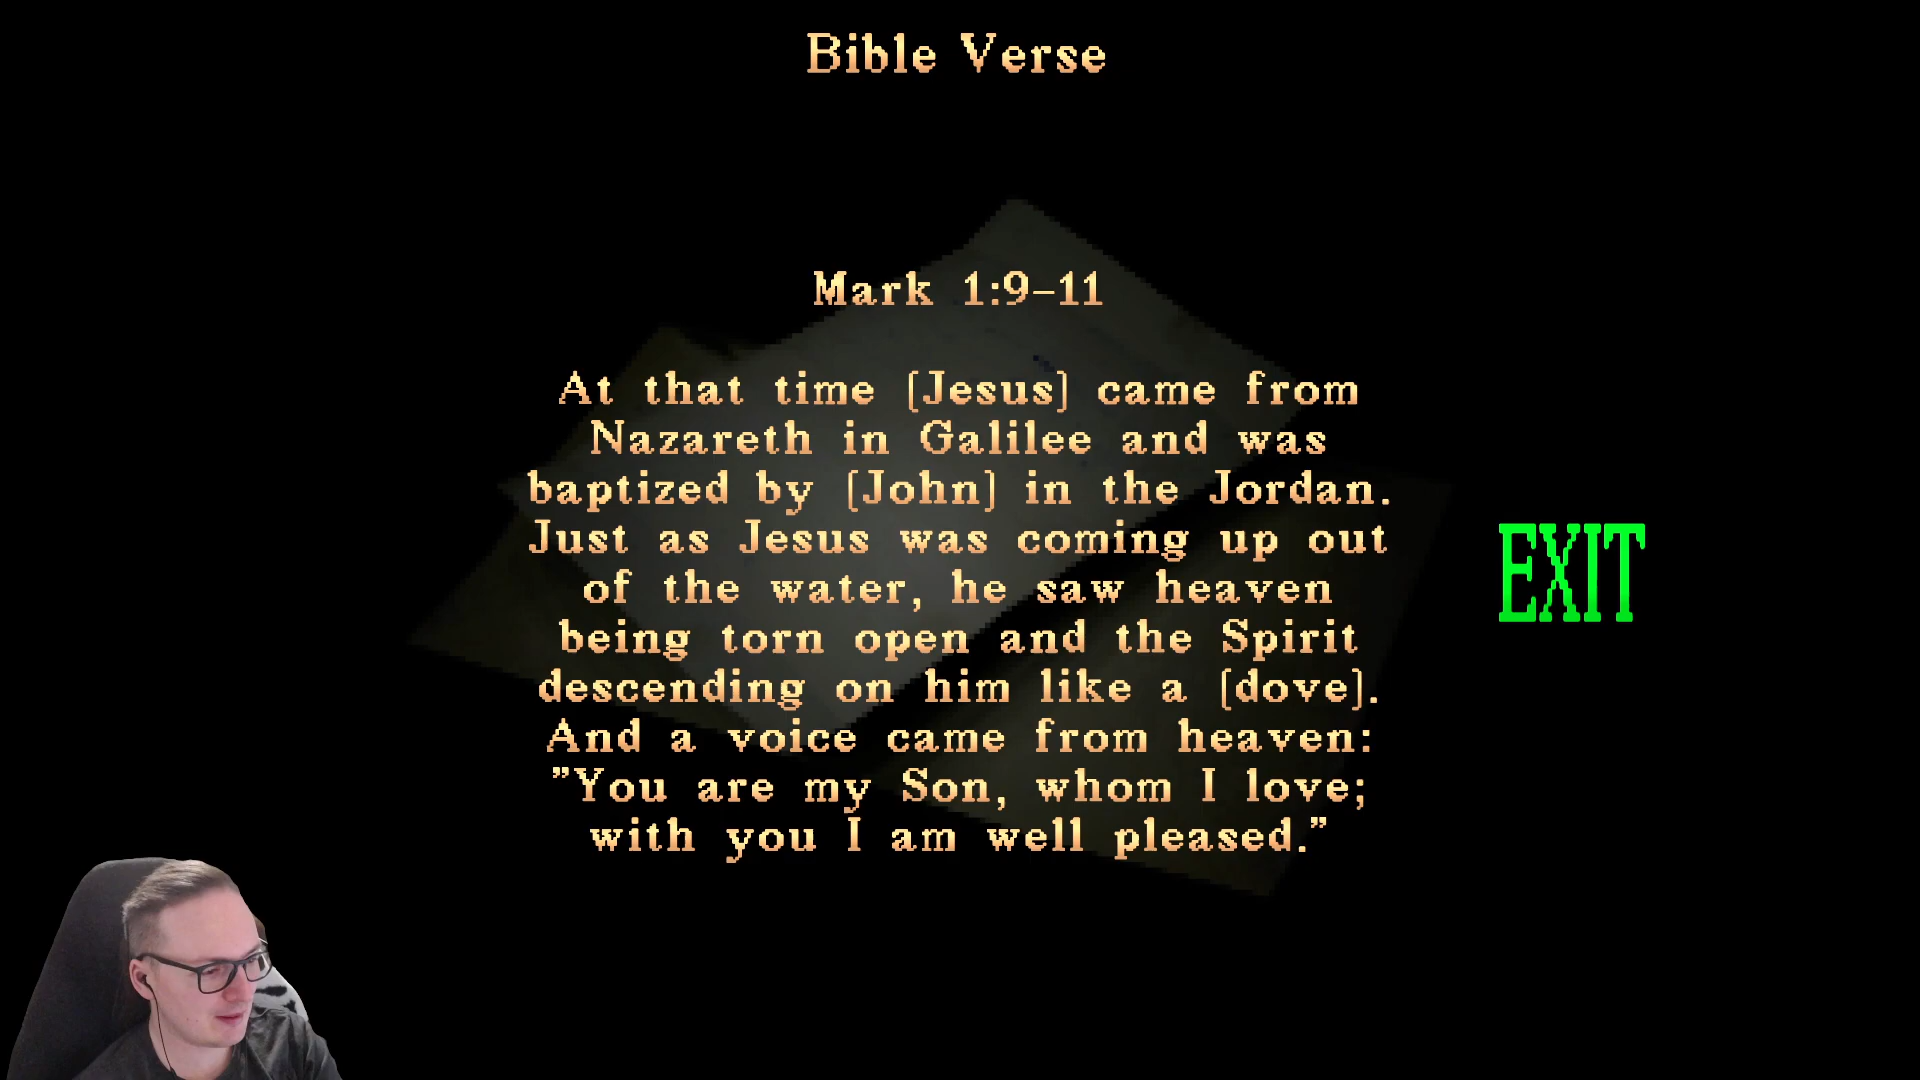 Bible Verse
Mark 1:9-11
At that time [Jesus] came from
Nazareth in Galilee and was
baptized by [John] in the Jordan.
Just as Jesus was coming up out
of the water, he saw heaven
being torn open and the Spirit
descending on him like a [dove].
And a voice came from heaven:
"You are my Son, whom I love;
with you I am well pleased."
EXIT